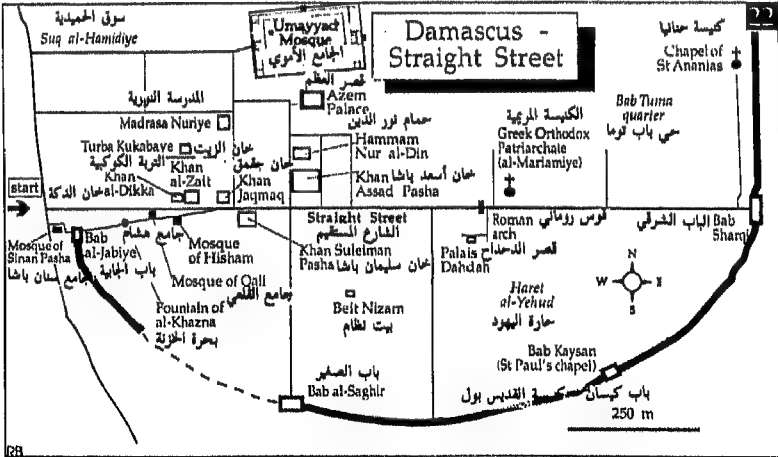 سوق الحميدية
Suq al-Hamidiye
Umayyad
Mosque
الجامع الأموي
Damascus -
Straight Street
22
كنيسة حنانيا
Chapel of
St Ananias
قصر العظم
Azem
Palace
المدرسة النورية
Madrasa Nuriye
حمام نور الدين
Hammam
Nur al-Din
الكنيسة المريمية
Greek Orthodox
Patriarchate
(al-Mariamiye)
Bab Tuma
quarter
حي باب توما
Turba Kukabaye
التربة الكوكبية
خان الزيت
Khan
al-Zait
خان جقمق
Khan
Jaqmaq
خان أسعد باشا
Khan
Assad Pasha
start
Khan
al-Dikka
خان الدكة
Straight Street
الشارع المستقيم
Roman
arch
قوس روماني
الباب الشرقي
Bab
Sharqi
Mosque of
Sinan Pasha
جامع سنان باشا
Bab
al-Jabiye
باب الجابية
جامع هشام
Mosque
of Hisham
Mosque of Qali
جامع القلعي
Khan Suleiman
Pasha
خان سليمان باشا
Palais
Dahdah
قصر الدحداح
Fountain of
al-Khazna
بحرة الخزنة
Beit Nizam
بيت نظام
Haret
al-Yehud
حارة اليهود
N
W
E
S
باب الصغير
Bab al-Saghir
Bab Kaysan
(St Paul's chapel)
باب كيسان - كنيسة القديس بول
250 m
RB